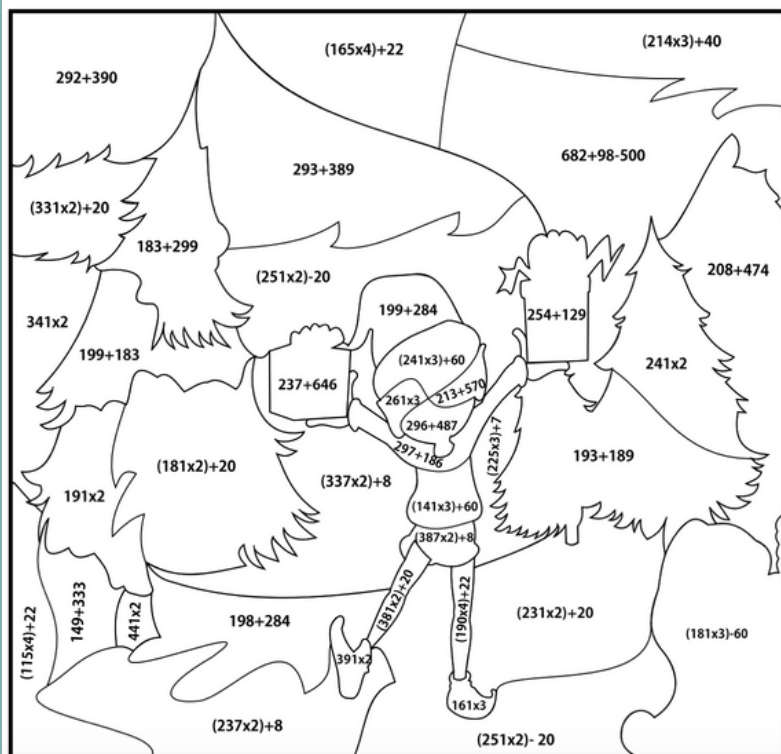 (165x4)+22
(214x3)+40
292+390
682+98-500
293+389
(331x2)+20
183+299
208+474
(251x2)-20
199+284
254+129
341x2
199+183
(241x3)+60
241x2
237+646
213+570
261x3
296+487
297+186
(225x3)+7
193+189
(181x2)+20
(337x2)+8
191x2
(141x3)+60
(387x2)+8
(381x2)+20
(190x4)+22
149+333
441x2
(115x4)+22
198+284
(231x2)+20
(181x3)-60
391x2
161x3
(237x2)+8
(251x2)- 20